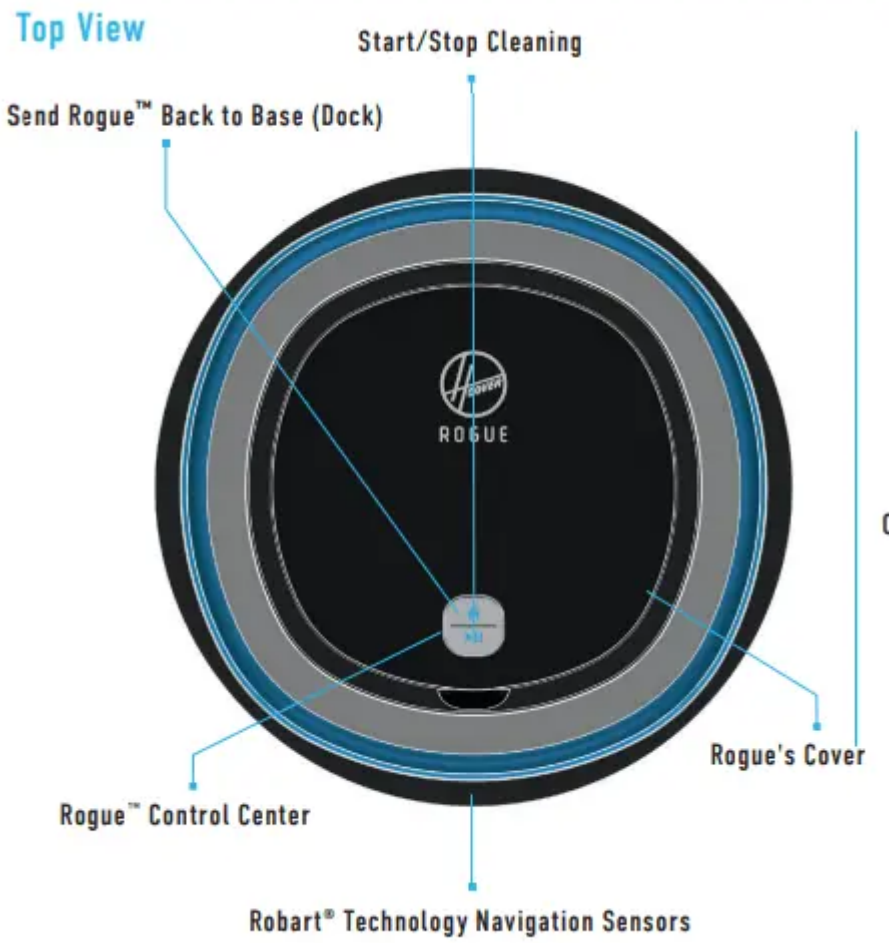 Top View
Start/Stop Cleaning
Send Rogue™ Back to Base (Dock)
HOOVER
ROGUE
Rogue's Cover
Rogue™ Control Center
Robart® Technology Navigation Sensors